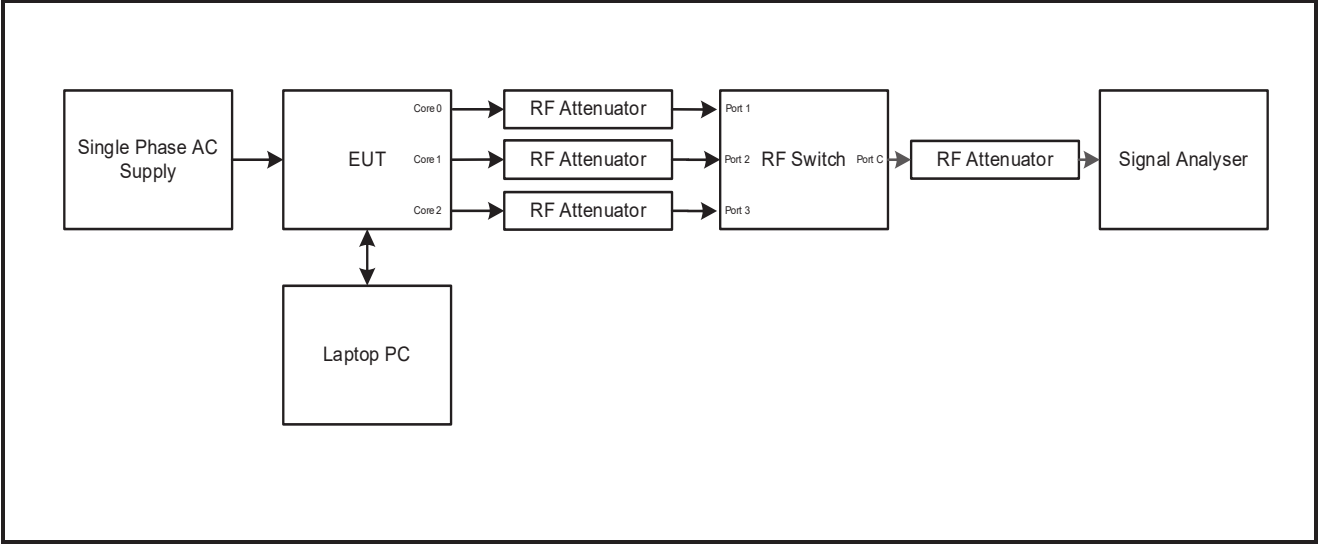 Single Phase AC
Supply
EUT
Core 0
Core 1
Core 2
RF Attenuator
RF Attenuator
RF Attenuator
Port 1
Port 2
Port 3
RF Switch
Port C
RF Attenuator
Signal Analyser
Laptop PC